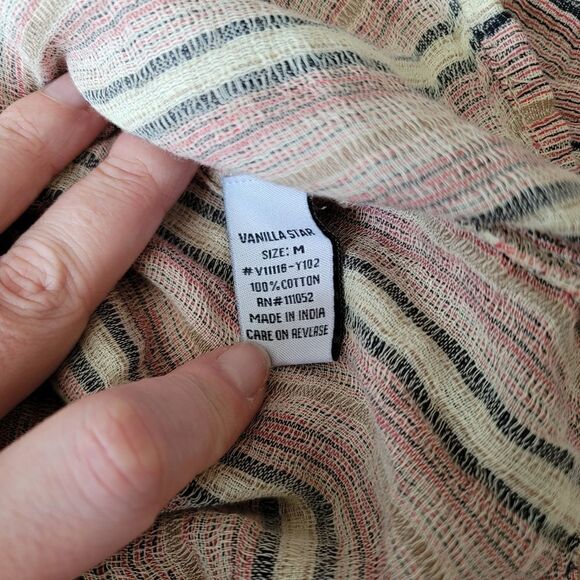 VANILLA STAR
SIZE: M
#V11116-Y102
100%COTTON
RN#111052
MADE IN INDIA
CARE ON REVERSE